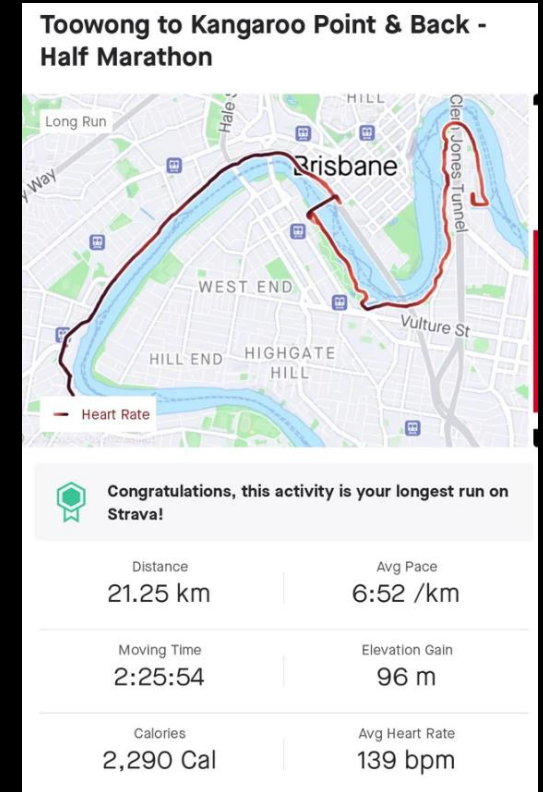 Toowong to Kangaroo Point & Back -
Half Marathon
HILL
Long Run
Hale S
Clem Jones Tunnel
y Way
Brisbane
WEST END
Vulture St
HILL END
HIGHGATE
HILL
Heart Rate
Congratulations, this activity is your longest run on
Strava!
Distance
Avg Pace
21.25 km
6:52 /km
Moving Time
Elevation Gain
2:25:54
96 m
Calories
Avg Heart Rate
2,290 Cal
139 bpm